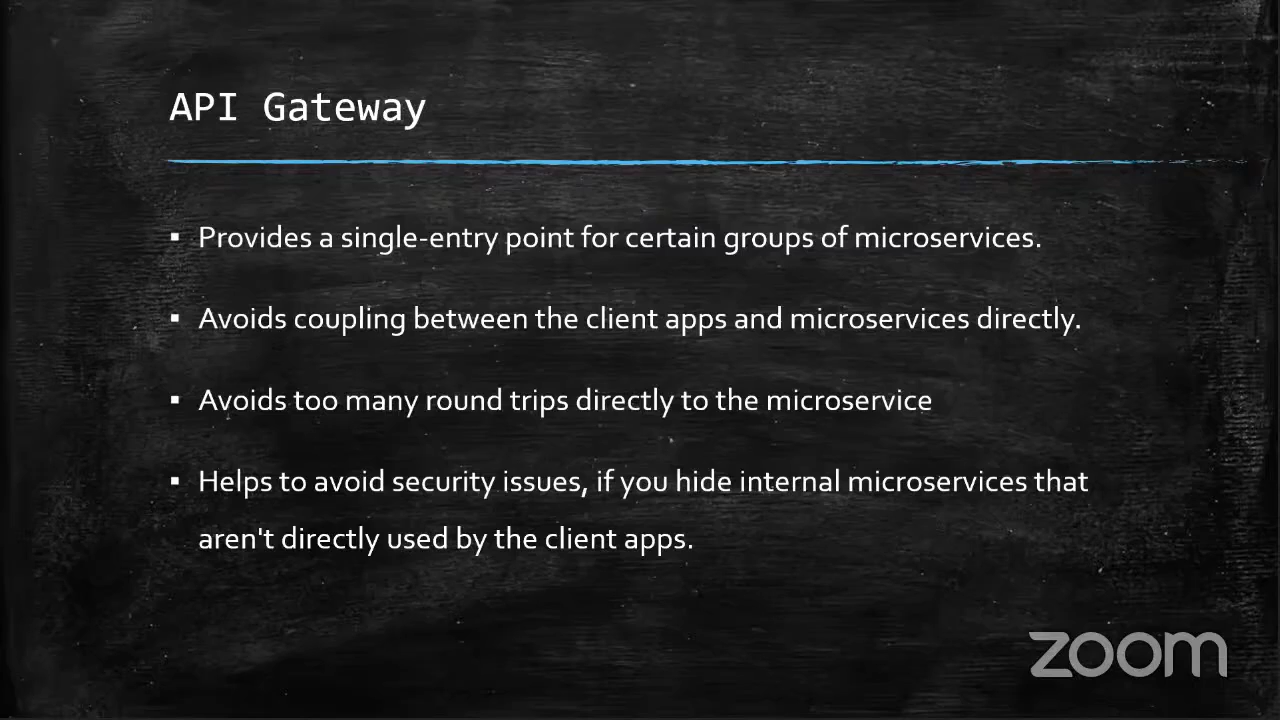 API Gateway
▪ Provides a single-entry point for certain groups of microservices.
▪ Avoids coupling between the client apps and microservices directly.
▪ Avoids too many round trips directly to the microservice
▪ Helps to avoid security issues, if you hide internal microservices that
aren't directly used by the client apps.
zoom